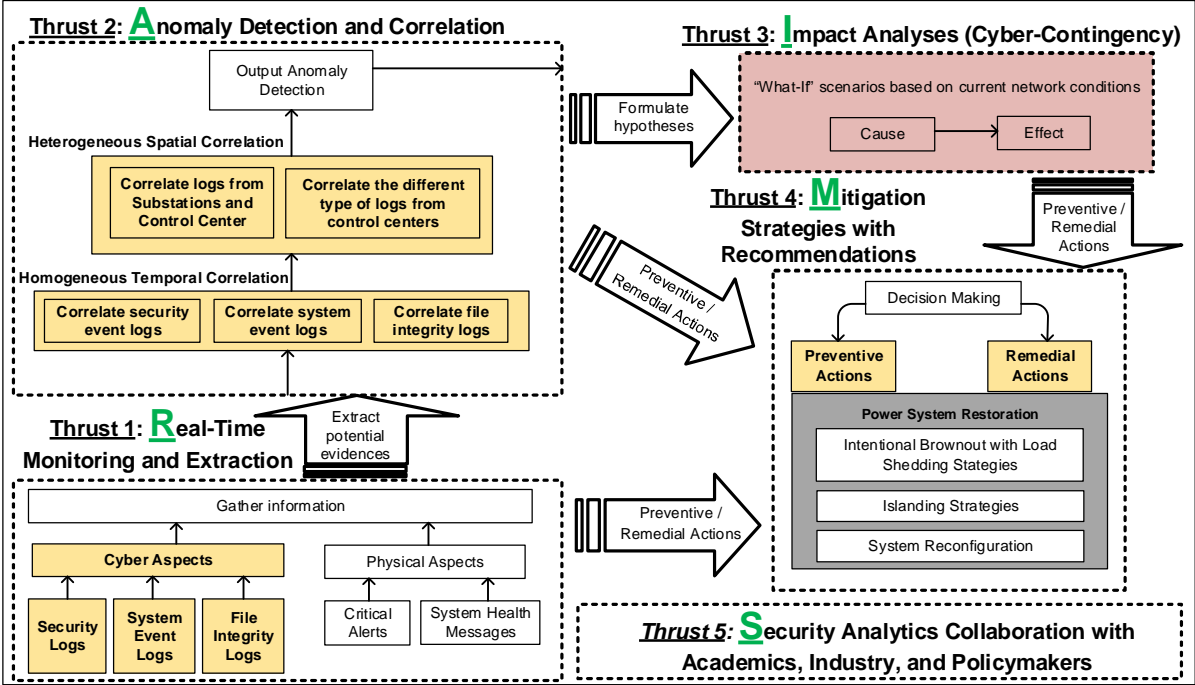 Thrust 2: Anomaly Detection and Correlation
Output Anomaly
Detection
Heterogeneous Spatial Correlation
Correlate logs from
Substations and
Control Center
Correlate the different
type of logs from
control centers
Homogeneous Temporal Correlation
Correlate security
event logs
Correlate system
event logs
Correlate file
integrity logs
Thrust 1: Real-Time
Monitoring and Extraction
Extract
potential
evidences
Gather information
Cyber Aspects
Physical Aspects
Security
Logs
System
Event
Logs
File
Integrity
Logs
Critical
Alerts
System Health
Messages
Formulate
hypotheses
Preventive /
Remedial Actions
Preventive /
Remedial Actions
Thrust 3: Impact Analyses (Cyber-Contingency)
“What-If” scenarios based on current network conditions
Cause
Effect
Preventive /
Remedial
Actions
Thrust 4: Mitigation
Strategies with
Recommendations
Decision Making
Preventive
Actions
Remedial
Actions
Power System Restoration
Intentional Brownout with Load
Shedding Stategies
Islanding Strategies
System Reconfiguration
Thrust 5: Security Analytics Collaboration with
Academics, Industry, and Policymakers